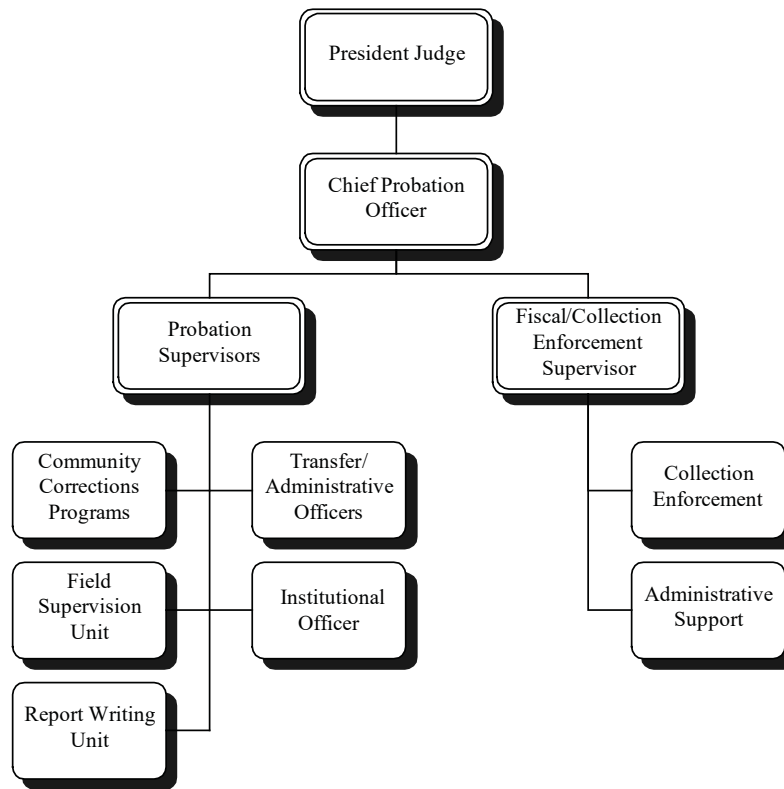 President Judge
Chief Probation
Officer
Probation
Supervisors
Fiscal/Collection
Enforcement
Supervisor
Community
Corrections
Programs
Transfer/
Administrative
Officers
Collection
Enforcement
Field
Supervision
Unit
Institutional
Officer
Administrative
Support
Report Writing
Unit